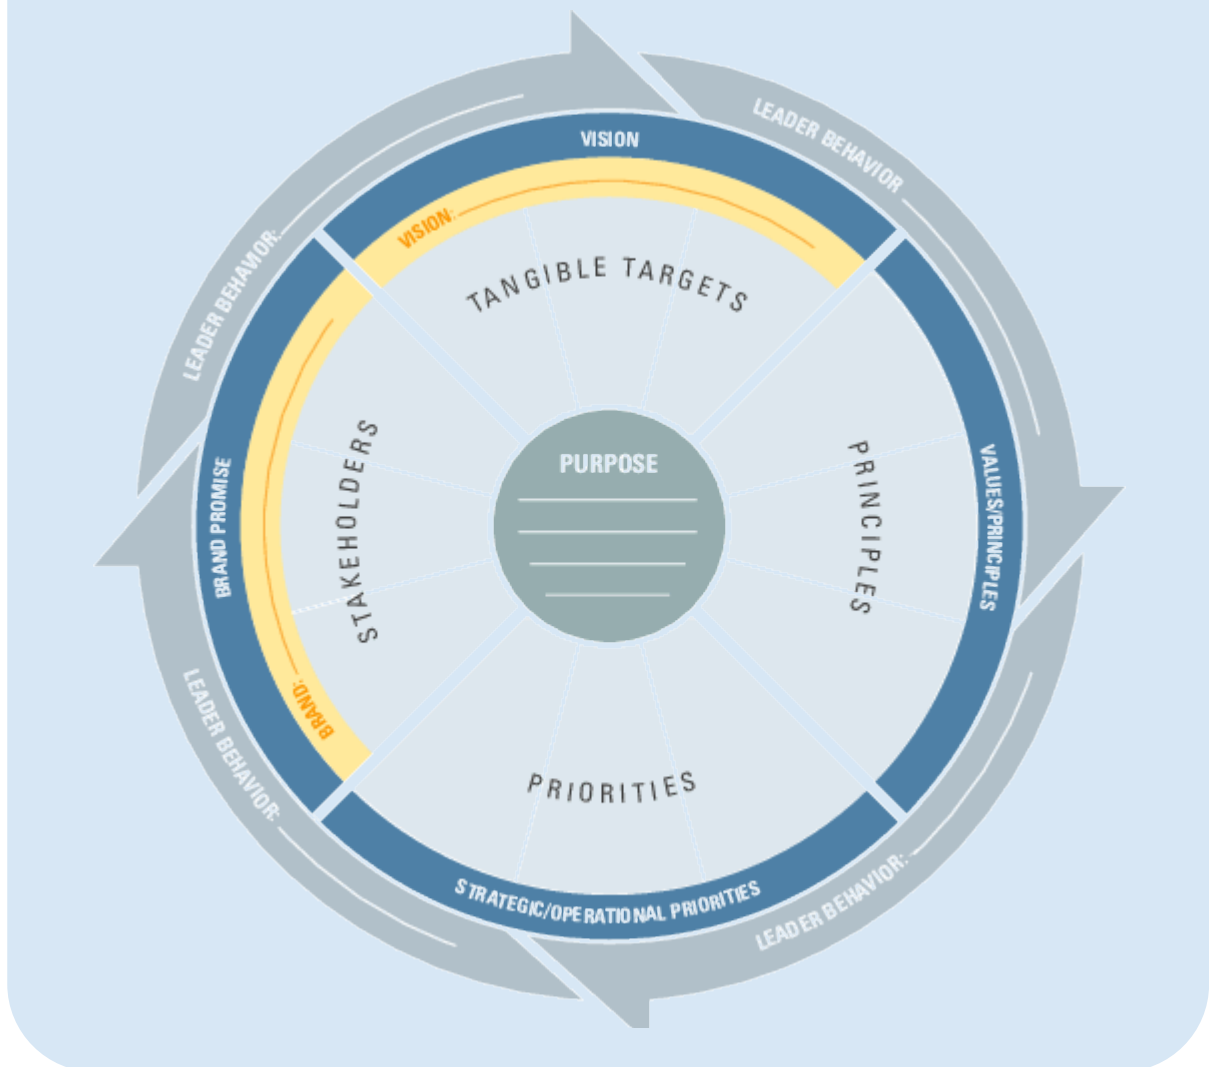 LEADER BEHAVIOR
VISION
VISION:
LEADER BEHAVIOR:
TANGIBLE TARGETS
PURPOSE
STAKEHOLDERS
PRINCIPLES
BRAND PROMISE
VALUES/PRINCIPLES
BRAND:
LEADER BEHAVIOR:
PRIORITIES
STRATEGIC/OPERATIONAL PRIORITIES
LEADER BEHAVIOR: